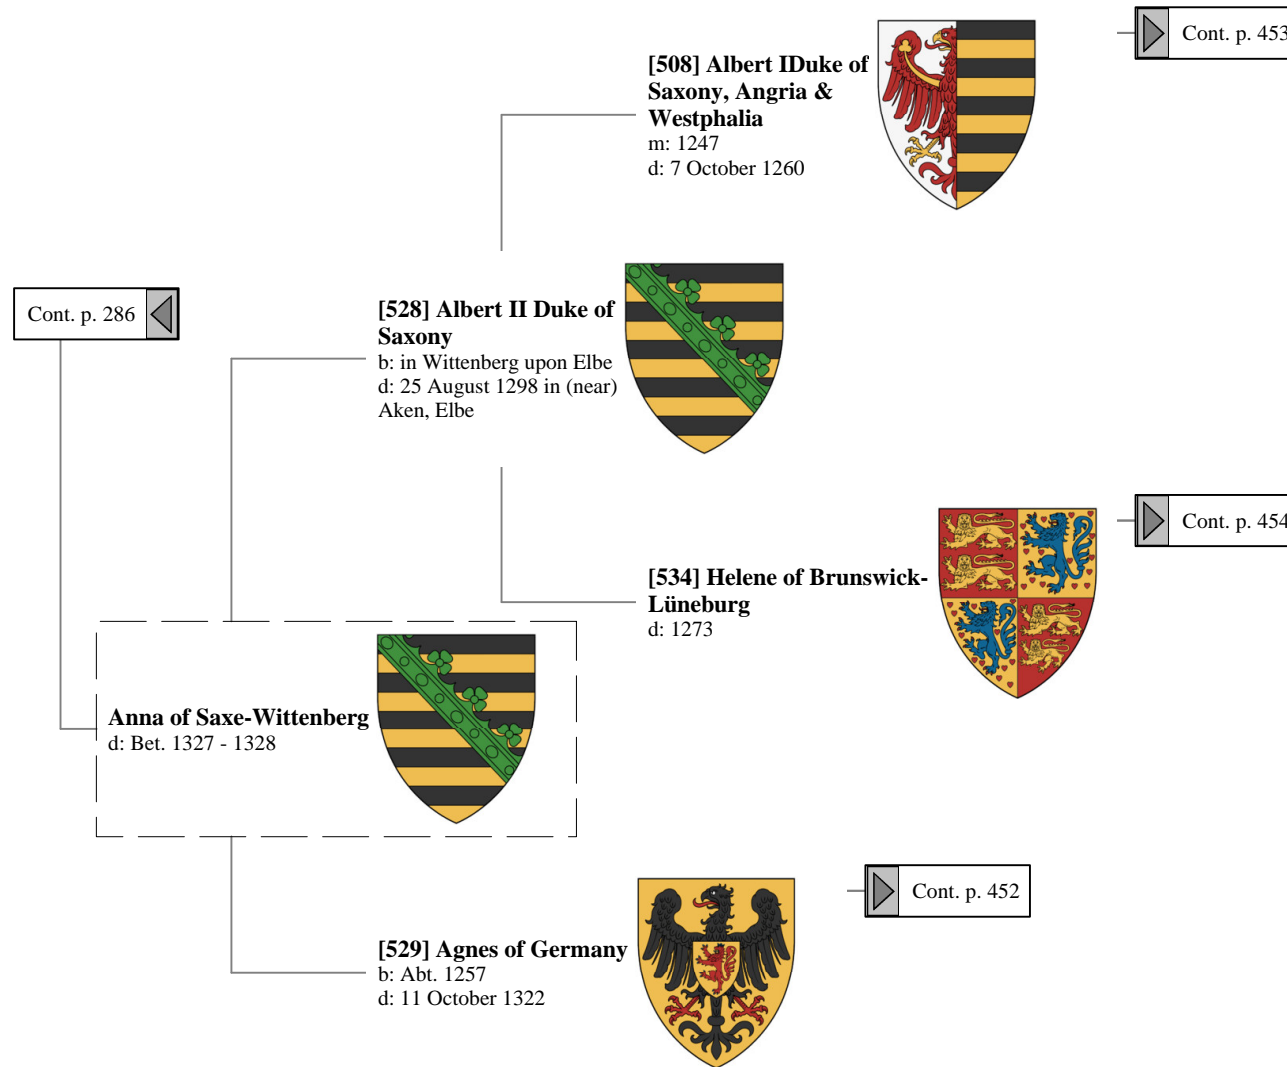 Cont. p. 453
[508] Albert IDuke of
Saxony, Angria &
Westphalia
m: 1247
d: 7 October 1260
Cont. p. 286
[528] Albert II Duke of
Saxony
b: in Wittenberg upon Elbe
d: 25 August 1298 in (near)
Aken, Elbe
Cont. p. 454
[534] Helene of Brunswick-
Lüneburg
d: 1273
Anna of Saxe-Wittenberg
d: Bet. 1327 - 1328
Cont. p. 452
[529] Agnes of Germany
b: Abt. 1257
d: 11 October 1322